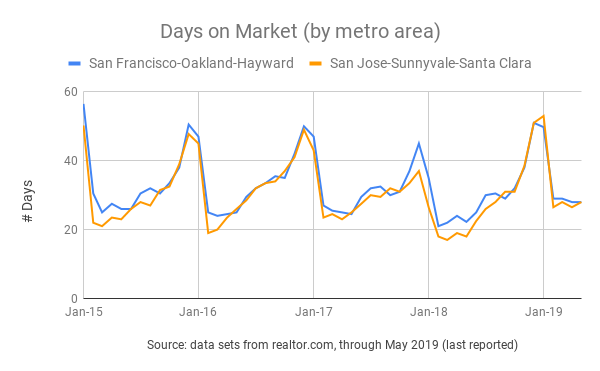 Days on Market (by metro area)
San Francisco-Oakland-Hayward San Jose-Sunnyvale-Santa Clara
60
40
20
0
# Days
Jan-15 Jan-16 Jan-17 Jan-18 Jan-19
Source: data sets from realtor.com, through May 2019 (last reported)